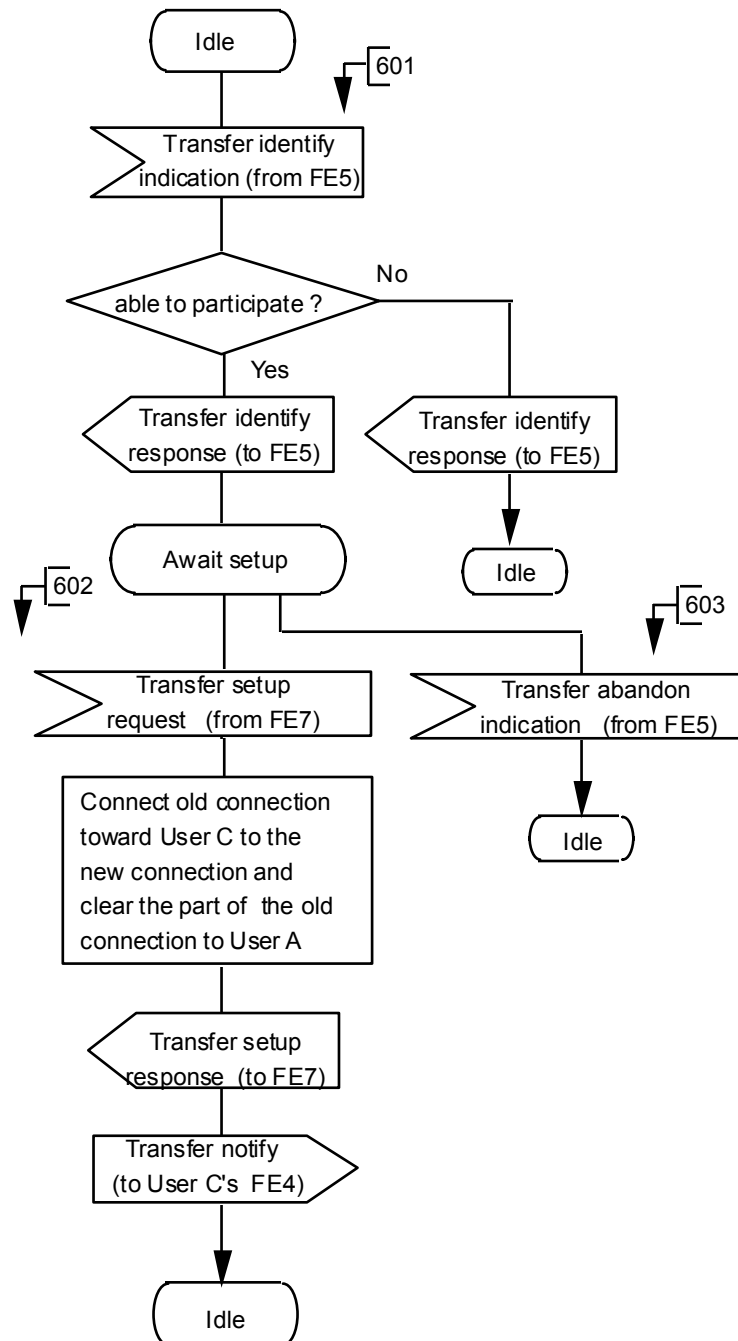 Idle
601
Transfer identify
indication (from FE5)
able to participate ?
No
Yes
Transfer identify
response (to FE5)
Transfer identify
response (to FE5)
Await setup
Idle
602
603
Transfer setup
request (from FE7)
Transfer abandon
indication (from FE5)
Connect old connection
toward User C to the
new connection and
clear the part of the old
connection to User A
Idle
Transfer setup
response (to FE7)
Transfer notify
(to User C's FE4)
Idle